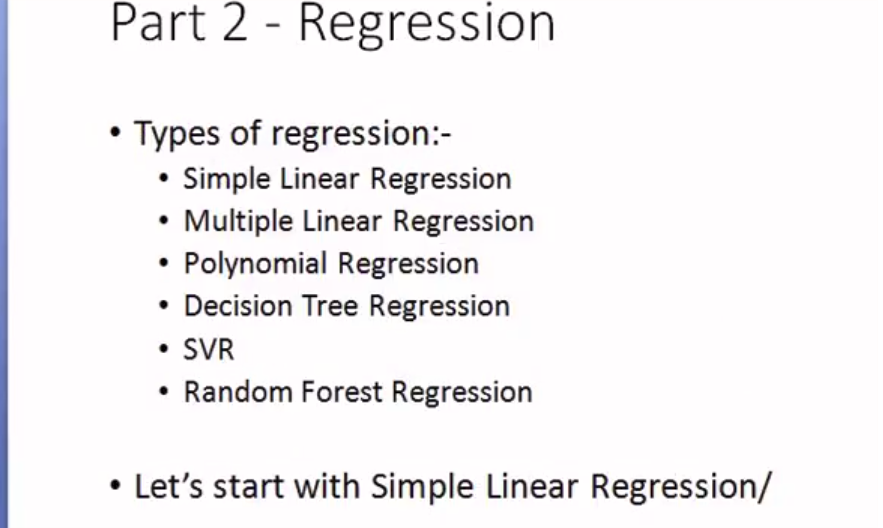 Part 2 - Regression
• Types of regression:-
• Simple Linear Regression
• Multiple Linear Regression
• Polynomial Regression
• Decision Tree Regression
• SVR
• Random Forest Regression
• Let’s start with Simple Linear Regression/